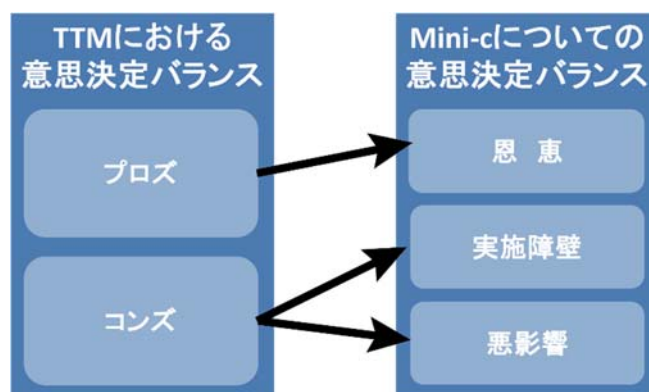 TTMにおける
意思決定バランス
プロズ
コンズ
Mini-cについての
意思決定バランス
恩 恵
実施障壁
悪影響